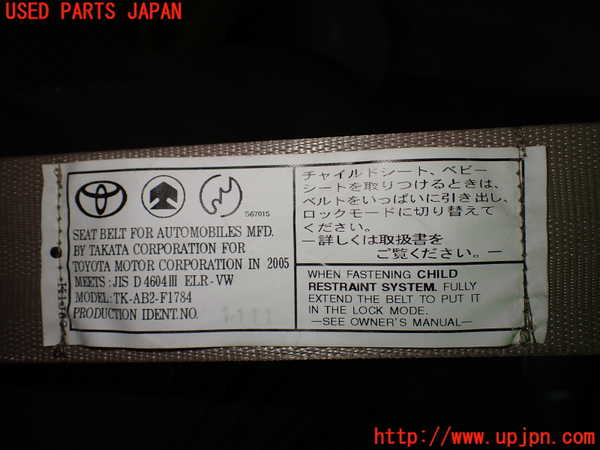 USED PARTS JAPAN
567015
SEAT BELT FOR AUTOMOBILES MFD.
BY TAKATA CORPORATION FOR
TOYOTA MOTOR CORPORATION IN 2005
MEETS : JIS D 4604 III ELR-VW
MODEL: TK-AB2-F1784
PRODUCTION IDENT.NO.
チャイルドシート、ベビー
シートを取りつけるときは、
ベルトをいっぱいに引き出し、
ロックモードに切り替えて
ください。
―詳しくは取扱書を
ご覧ください。―
WHEN FASTENING CHILD
RESTRAINT SYSTEM. FULLY
EXTEND THE BELT TO PUT IT
IN THE LOCK MODE.
—SEE OWNER'S MANUAL—
http://www.upjpn.com/